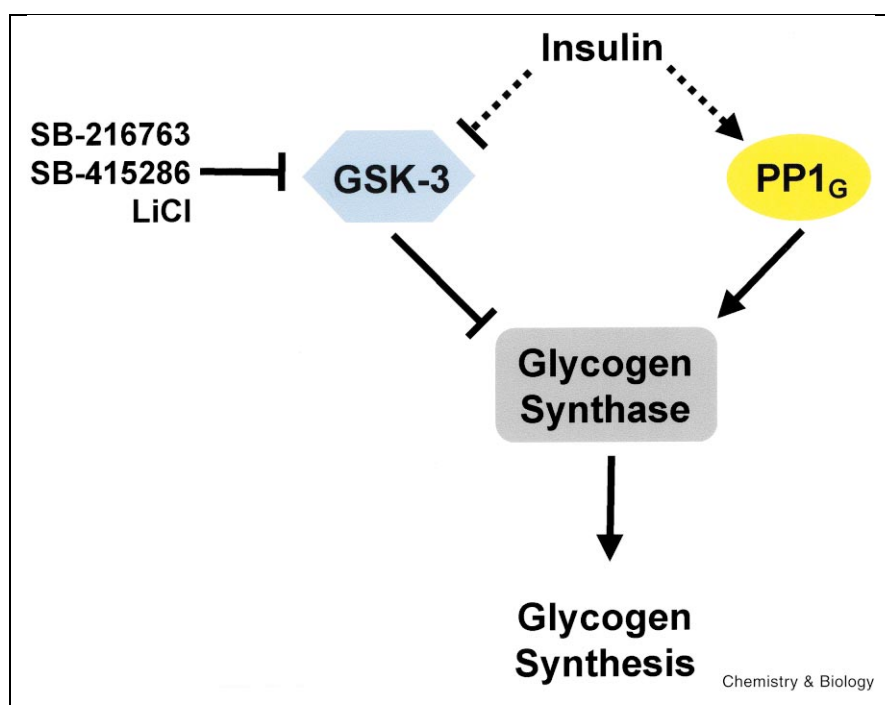 Insulin
SB-216763
SB-415286
LiCl
GSK-3
PP1G
Glycogen
Synthase
Glycogen
Synthesis
Chemistry & Biology